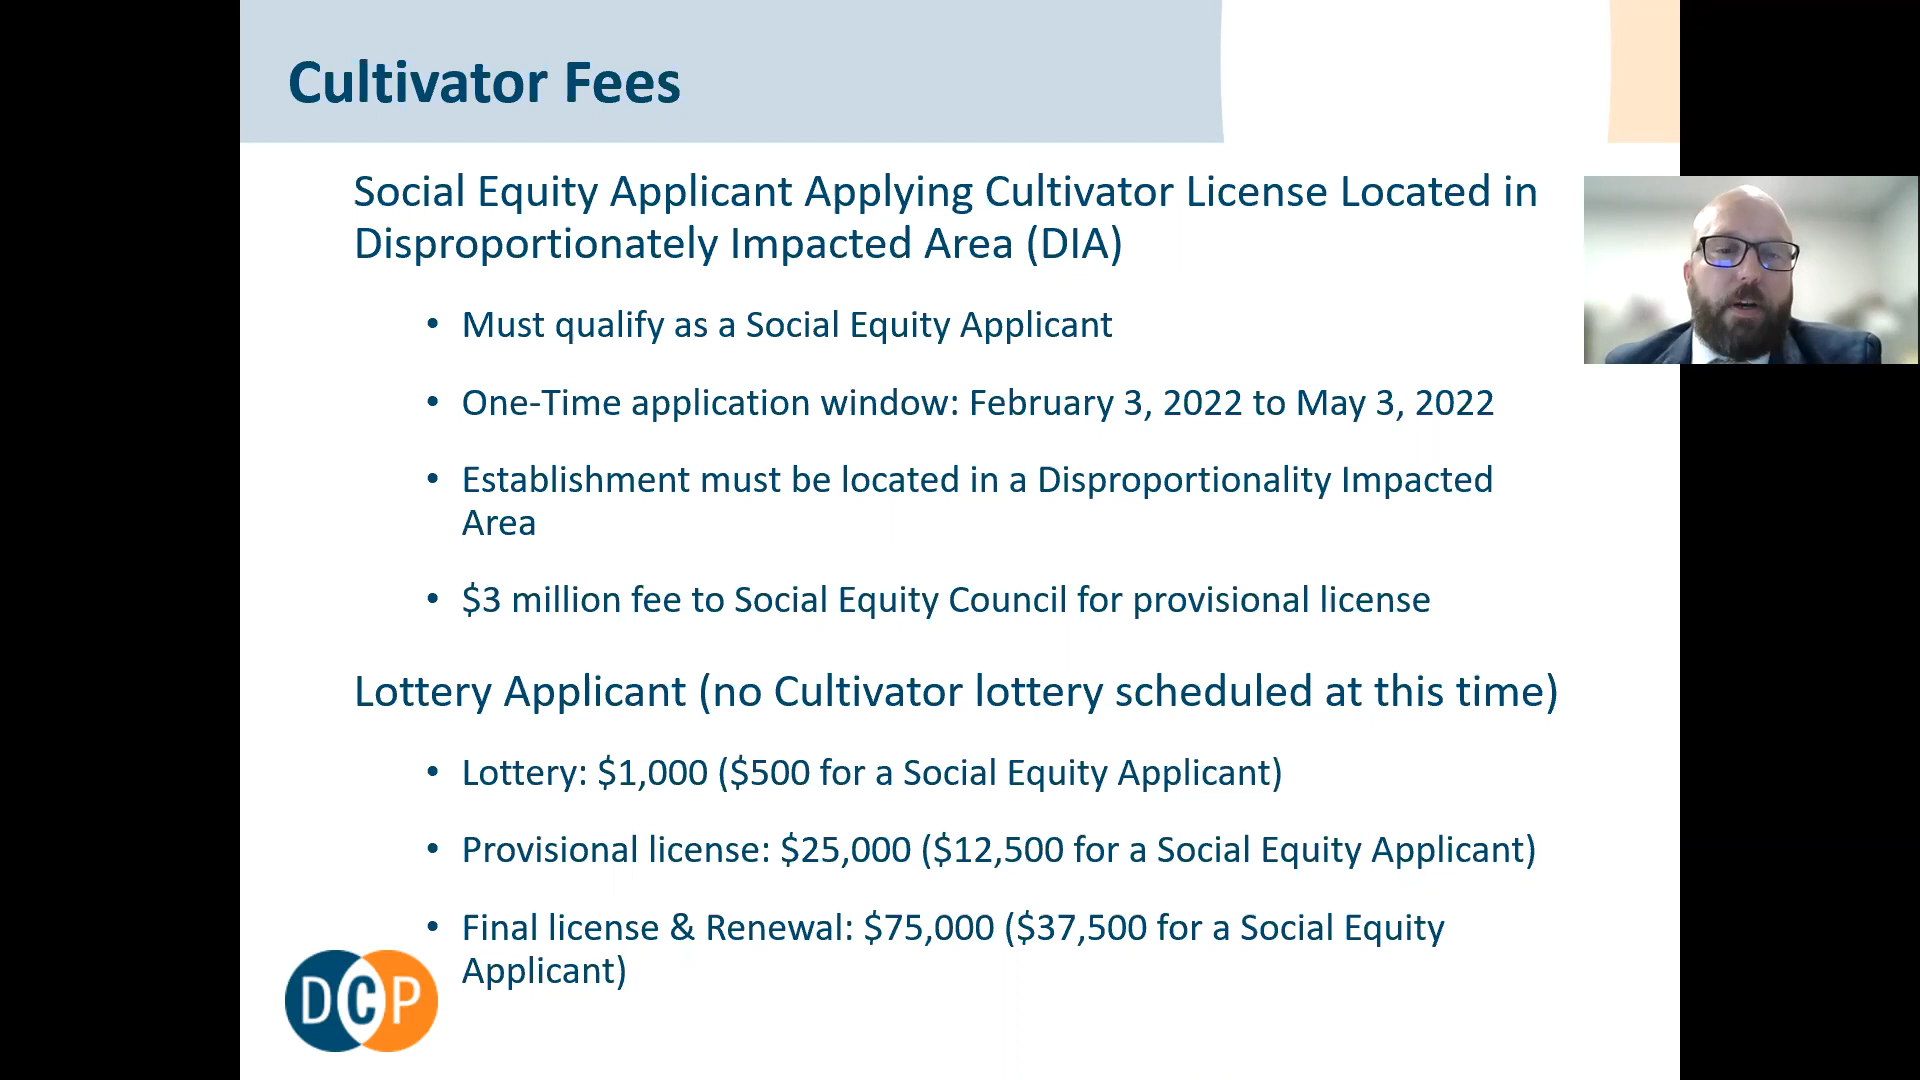 Cultivator Fees
Social Equity Applicant Applying Cultivator License Located in
Disproportionately Impacted Area (DIA)
• Must qualify as a Social Equity Applicant
• One-Time application window: February 3, 2022 to May 3, 2022
• Establishment must be located in a Disproportionality Impacted
Area
• $3 million fee to Social Equity Council for provisional license
Lottery Applicant (no Cultivator lottery scheduled at this time)
• Lottery: $1,000 ($500 for a Social Equity Applicant)
• Provisional license: $25,000 ($12,500 for a Social Equity Applicant)
• Final license & Renewal: $75,000 ($37,500 for a Social Equity
Applicant)
DCP